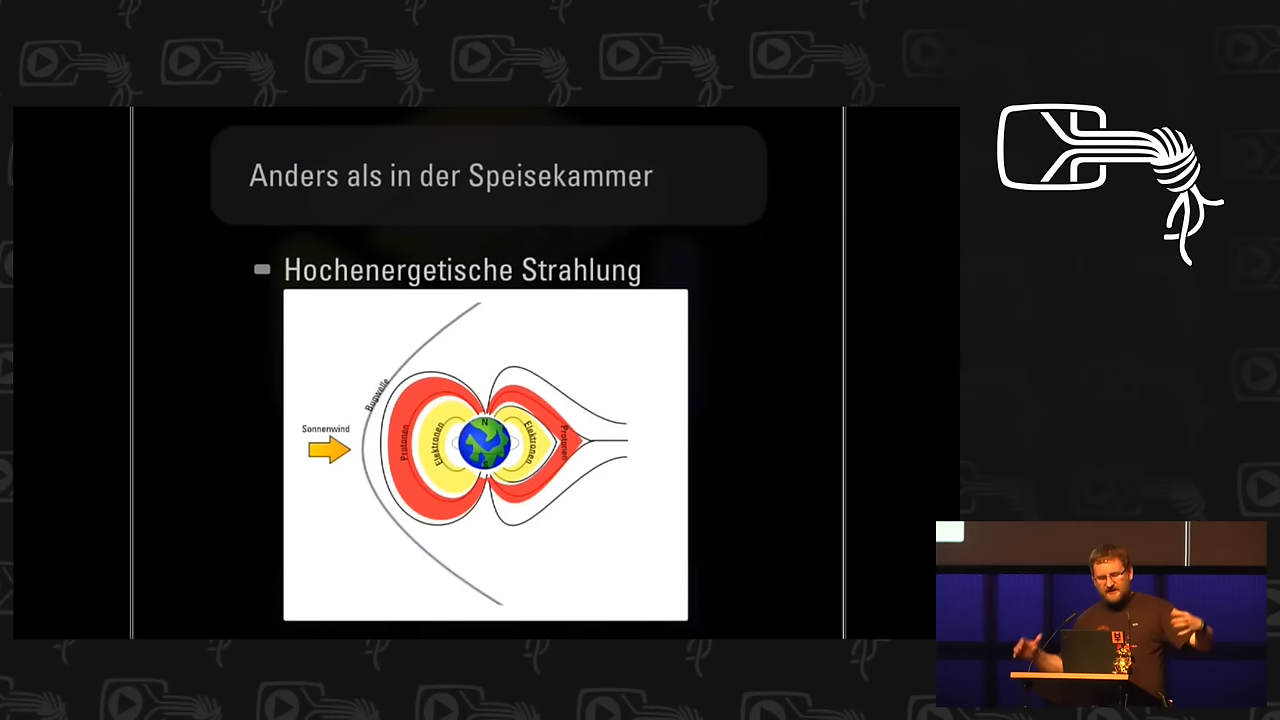 Anders als in der Speisekammer
Hochenergetische Strahlung
Bugwelle
Sonnenwind
Protonen
Elektronen
N
S
Elektronen
Protonen